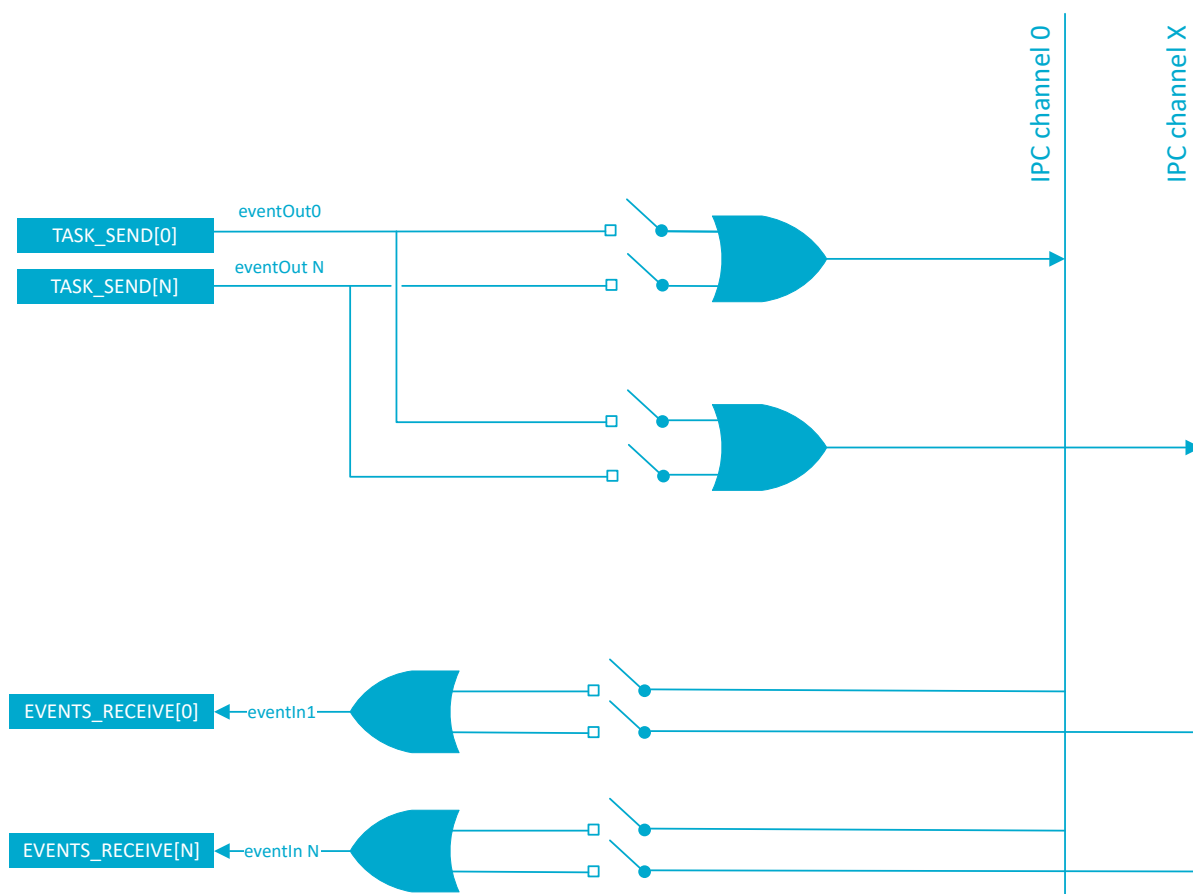 IPC channel 0
IPC channel X
eventOut0
TASK_SEND[0]
eventOut N
TASK_SEND[N]
EVENTS_RECEIVE[0]
eventIn1
EVENTS_RECEIVE[N]
eventIn N